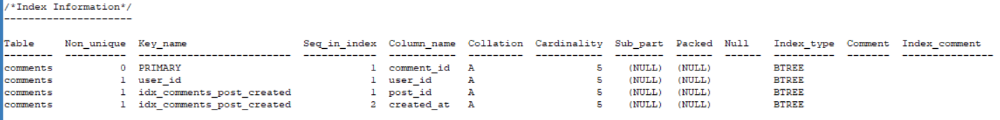 /*Index Information*/
---------------------
Table     Non_unique  Key_name                   Seq_in_index  Column_name  Collation  Cardinality  Sub_part  Packed  Null    Index_type  Comment  Index_comment
--------  ----------  -------------------------  ------------  -----------  ---------  -----------  --------  ------  ------  ----------  -------  ---------------
comments           0  PRIMARY                               1  comment_id   A                    5    (NULL)  (NULL)          BTREE
comments           1  user_id                               1  user_id      A                    5    (NULL)  (NULL)          BTREE
comments           1  idx_comments_post_created             1  post_id      A                    5    (NULL)  (NULL)          BTREE
comments           1  idx_comments_post_created             2  created_at   A                    5    (NULL)  (NULL)          BTREE